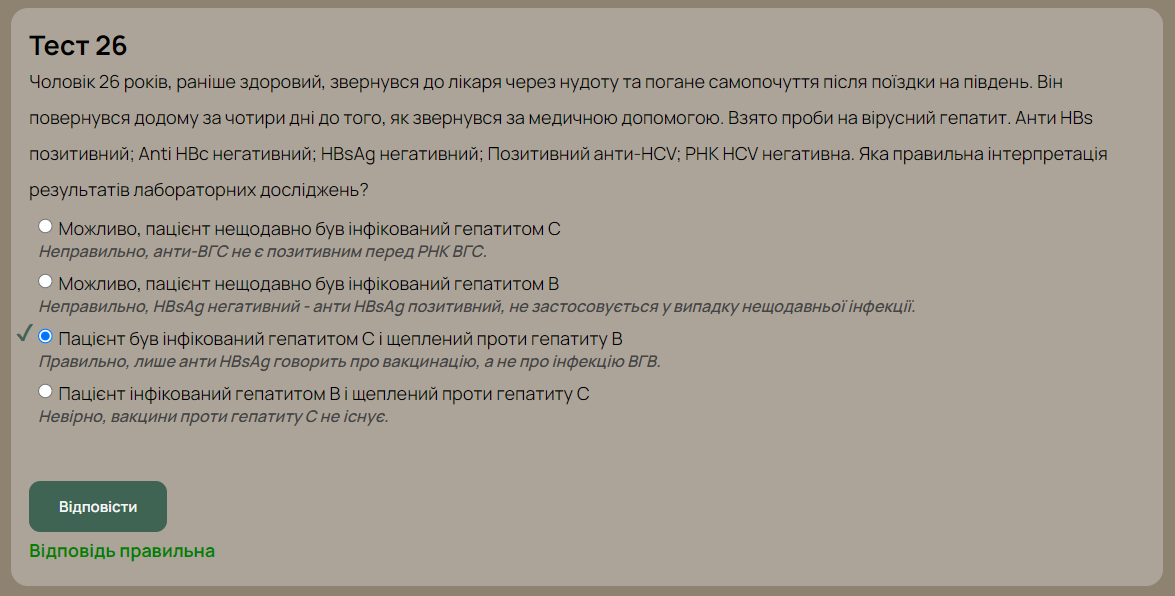 Тест 26
Чоловік 26 років, раніше здоровий, звернувся до лікаря через нудоту та погане самопочуття після поїздки на південь. Він
повернувся додому за чотири дні до того, як звернувся за медичною допомогою. Взято проби на вірусний гепатит. Анти HBs
позитивний; Anti HBc негативний; HBsAg негативний; Позитивний анти-HCV; РНК HCV негативна. Яка правильна інтерпретація
результатів лабораторних досліджень?
Можливо, пацієнт нещодавно був інфікований гепатитом С
Неправильно, анти-ВГС не є позитивним перед РНК ВГС.
Можливо, пацієнт нещодавно був інфікований гепатитом В
Неправильно, HBsAg негативний - анти HBsAg позитивний, не застосовується у випадку нещодавньої інфекції.
Пацієнт був інфікований гепатитом С і щеплений проти гепатиту В
Правильно, лише анти HBsAg говорить про вакцинацію, а не про інфекцію ВГВ.
Пацієнт інфікований гепатитом В і щеплений проти гепатиту С
Невірно, вакцини проти гепатиту С не існує.
Відповісти
Відповідь правильна